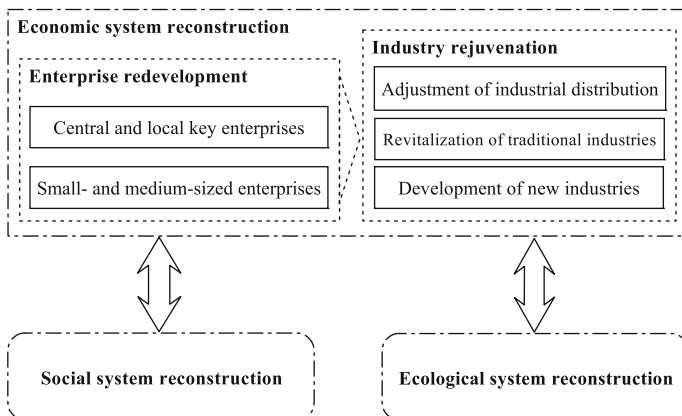 Economic system reconstruction
Enterprise redevelopment
Central and local key enterprises
Small- and medium-sized enterprises
Industry rejuvenation
Adjustment of industrial distribution
Revitalization of traditional industries
Development of new industries
Social system reconstruction
Ecological system reconstruction